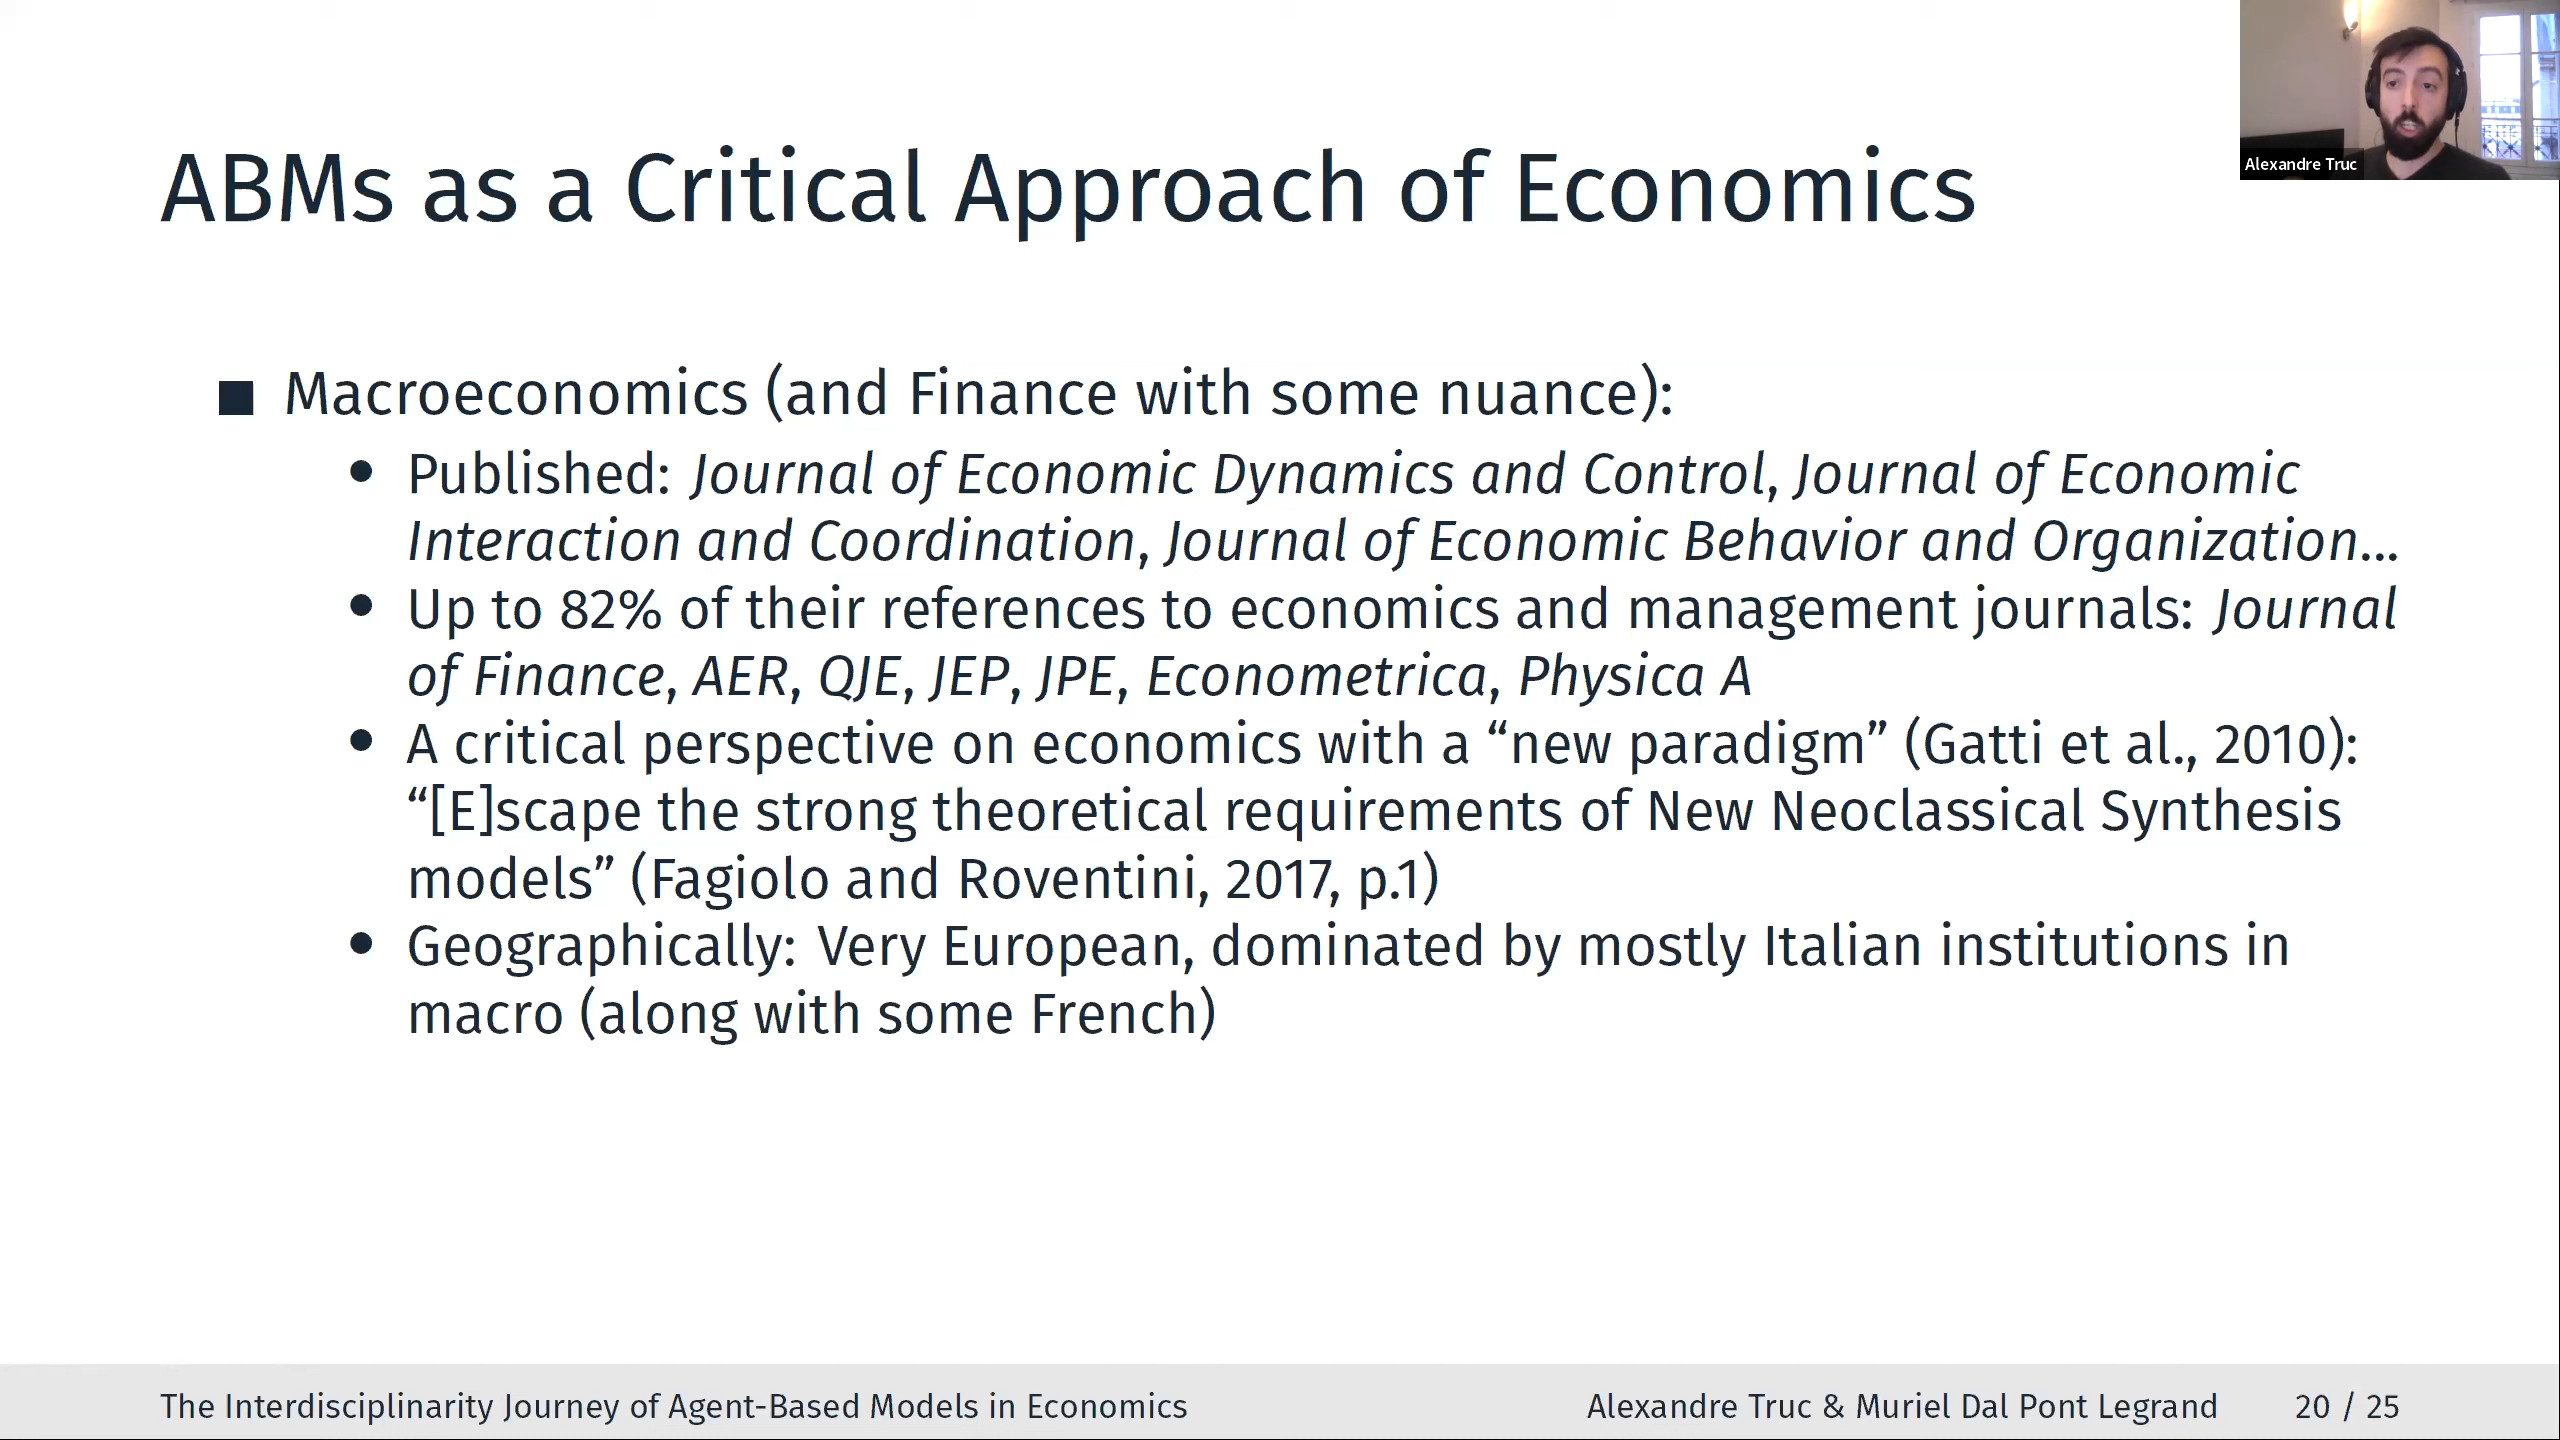 Alexandre Truc
ABMs as a Critical Approach of Economics
■ Macroeconomics (and Finance with some nuance):
• Published: Journal of Economic Dynamics and Control, Journal of Economic
Interaction and Coordination, Journal of Economic Behavior and Organization...
• Up to 82% of their references to economics and management journals: Journal
of Finance, AER, QJE, JEP, JPE, Econometrica, Physica A
• A critical perspective on economics with a “new paradigm” (Gatti et al., 2010):
“[E]scape the strong theoretical requirements of New Neoclassical Synthesis
models” (Fagiolo and Roventini, 2017, p.1)
• Geographically: Very European, dominated by mostly Italian institutions in
macro (along with some French)
The Interdisciplinarity Journey of Agent-Based Models in Economics Alexandre Truc & Muriel Dal Pont Legrand 20 / 25